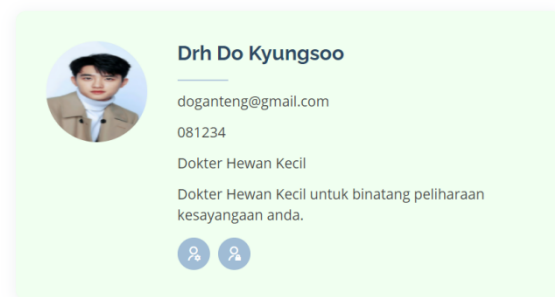 Drh Do Kyungsoo
doganteng@gmail.com
081234
Dokter Hewan Kecil
Dokter Hewan Kecil untuk binatang peliharaan
kesayangaan anda.